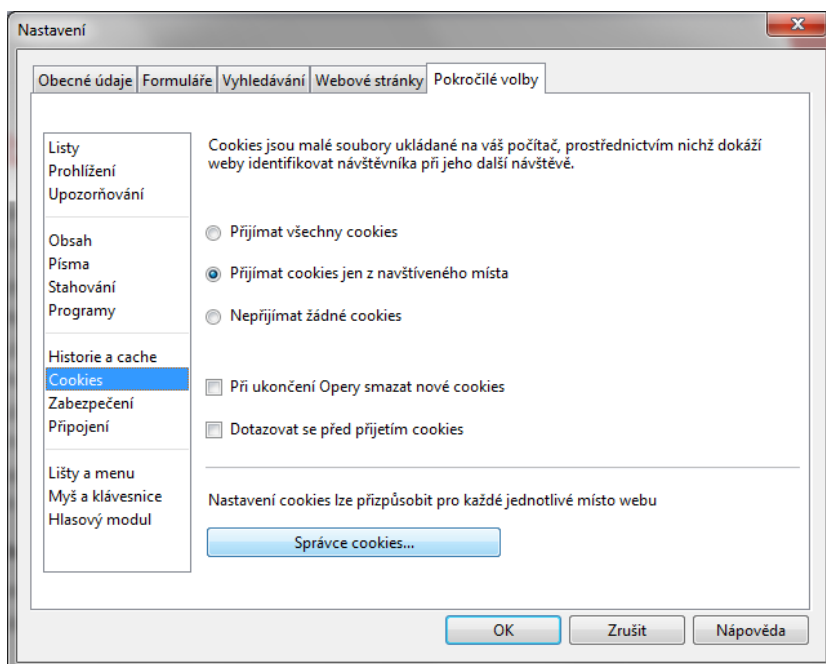 Nastavení
Obecné údaje
Formuláře
Vyhledávání
Webové stránky
Pokročilé volby
Listy
Prohlížení
Upozorňování
Obsah
Písma
Stahování
Programy
Historie a cache
Cookies
Zabezpečení
Připojení
Lišty a menu
Myš a klávesnice
Hlasový modul
Cookies jsou malé soubory ukládané na váš počítač, prostřednictvím nichž dokáží
weby identifikovat návštěvníka při jeho další návštěvě.
Přijímat všechny cookies
Přijímat cookies jen z navštíveného místa
Nepřijímat žádné cookies
Při ukončení Opery smazat nové cookies
Dotazovat se před přijetím cookies
Nastavení cookies lze přizpůsobit pro každé jednotlivé místo webu
Správce cookies...
OK
Zrušit
Nápověda